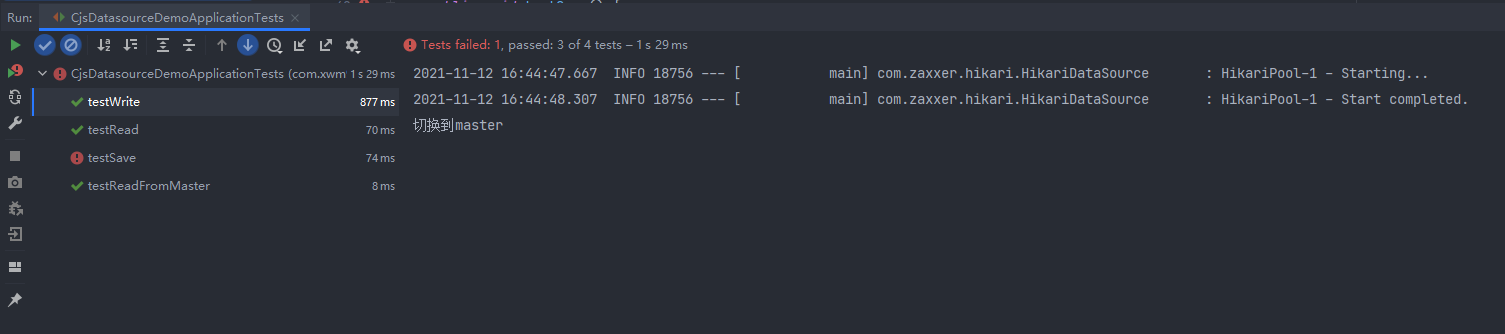 Run: CjsDatasourceDemoApplicationTests ×
Tests failed: 1, passed: 3 of 4 tests – 1 s 29 ms
CjsDatasourceDemoApplicationTests (com.xwm 1 s 29 ms
testWrite 877 ms
testRead 70 ms
testSave 74 ms
testReadFromMaster 8 ms
2021-11-12 16:44:47.667  INFO 18756 --- [           main] com.zaxxer.hikari.HikariDataSource       : HikariPool-1 - Starting...
2021-11-12 16:44:48.307  INFO 18756 --- [           main] com.zaxxer.hikari.HikariDataSource       : HikariPool-1 - Start completed.
切换到master